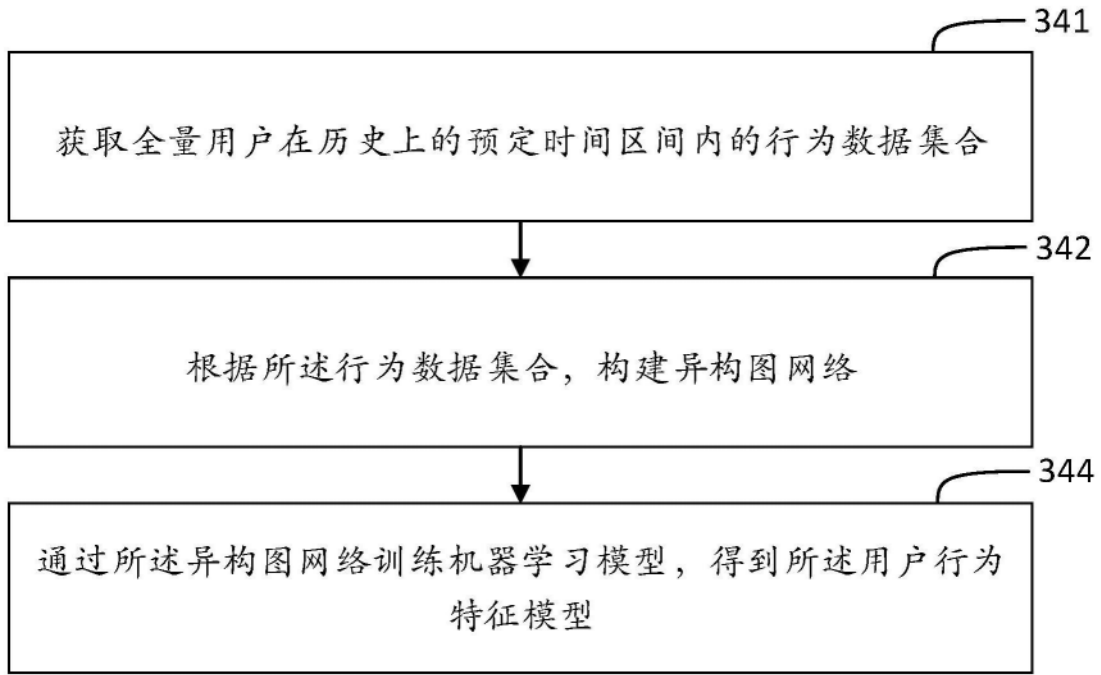 341
获取全量用户在历史上的预定时间区间内的行为数据集合
342
根据所述行为数据集合，构建异构图网络
344
通过所述异构图网络训练机器学习模型，得到所述用户行为
特征模型